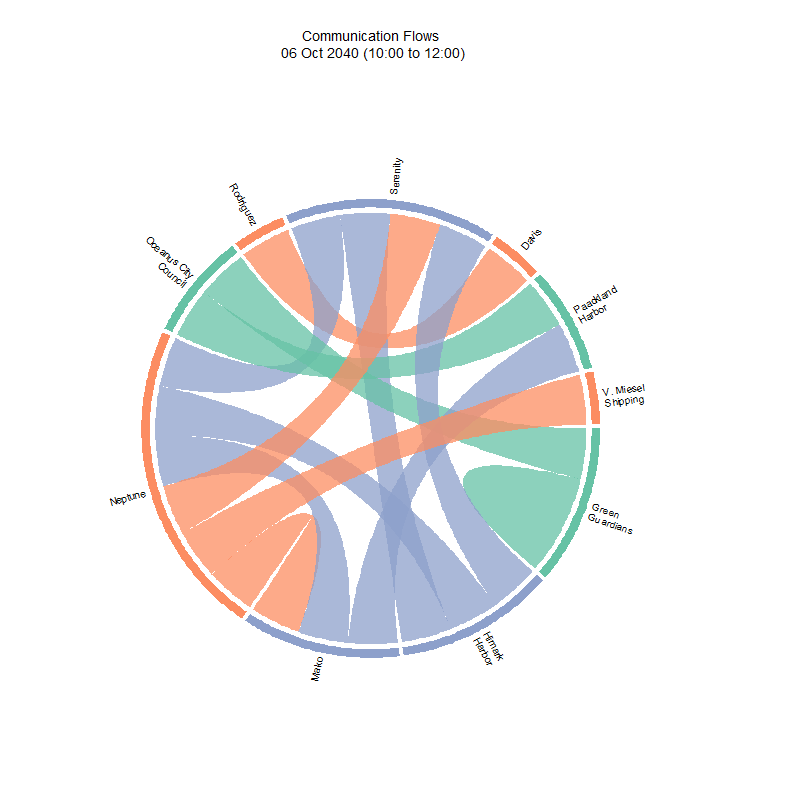 Communication Flows
06 Oct 2040 (10:00 to 12:00)
Serenity
Rodriguez
Davis
Oceanus City
Council
Paackland
Harbor
V. Miesel
Shipping
Neptune
Green
Guardians
Himark
Harbor
Mako